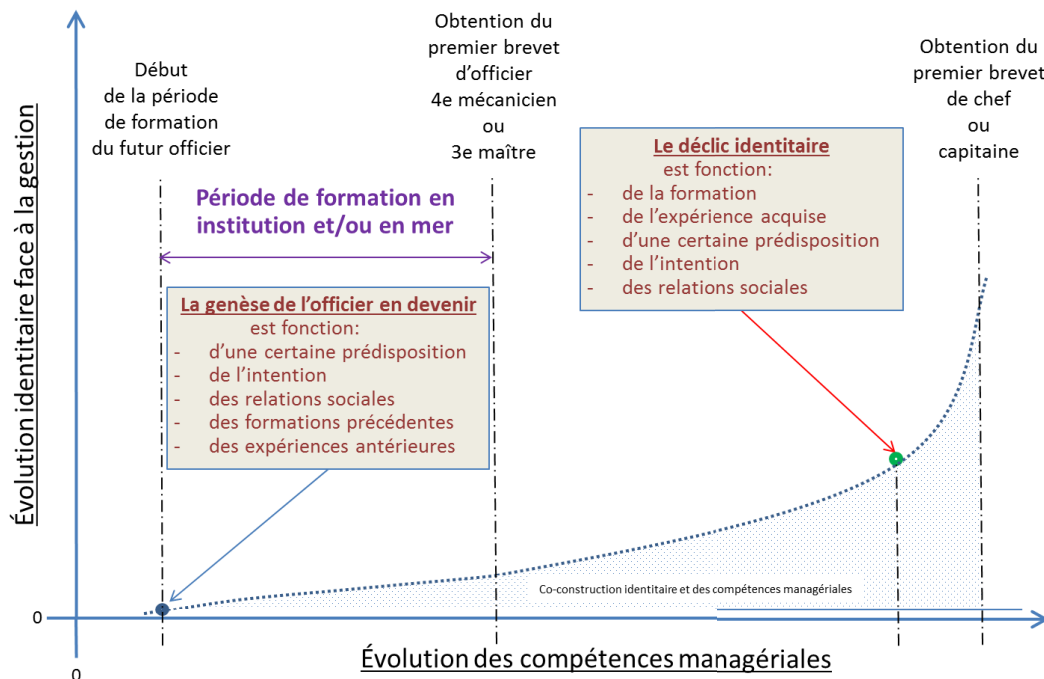 Début
de la période
de formation
du futur officier
Obtention du
premier brevet
d'officier
4e mécanicien
ou
3e maître
Obtention du
premier brevet
de chef
ou
capitaine
Période de formation en
institution et/ou en mer
Le déclic identitaire
est fonction:
- de la formation
- de l'expérience acquise
- d'une certaine prédisposition
- de l'intention
- des relations sociales
La genèse de l'officier en devenir
est fonction:
- d'une certaine prédisposition
- de l'intention
- des relations sociales
- des formations précédentes
- des expériences antérieures
Évolution identitaire face à la gestion
Co-construction identitaire et des compétences managériales
0
Évolution des compétences managériales
0